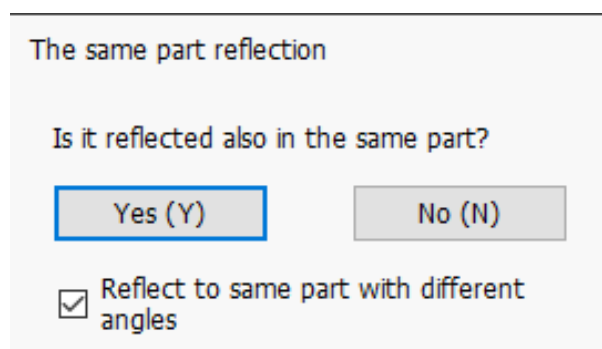 The same part reflection
Is it reflected also in the same part?
Yes (Y)
No (N)
Reflect to same part with different
angles